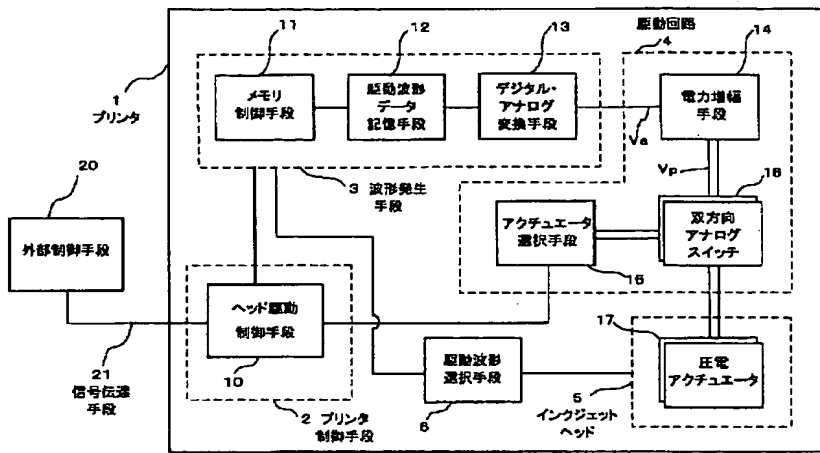 駆動回路
11
12
13
4
14
メモリ
制御手段
駆動波形
データ
記憶手段
デジタル・
アナログ
変換手段
電力増幅
手段
1
プリンタ
Va
Vp
3 波形発生
手段
20
16
外部制御手段
アクチュエータ
選択手段
双方向
アナログ
スイッチ
15
ヘッド駆動
制御手段
17
10
駆動波形
選択手段
圧電
アクチュエータ
21
信号伝達
手段
6
5
インクジェット
ヘッド
2 プリンタ
制御手段